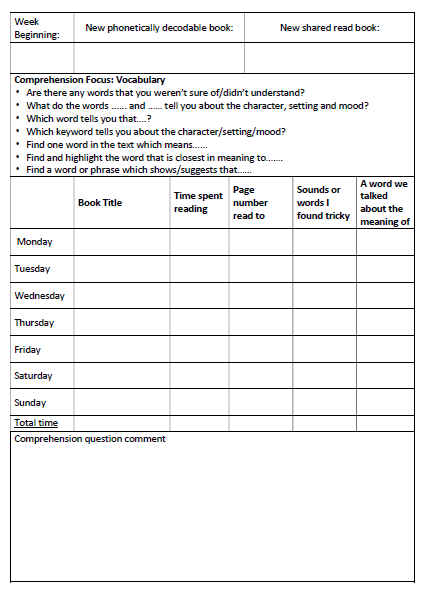 Week Beginning: New phonetically decodable book: New shared read book:
Comprehension Focus: Vocabulary
• Are there any words that you weren't sure of/didn't understand?
• What do the words ...... and ...... tell you about the character, setting and mood?
• Which word tells you that....?
• Which keyword tells you about the character/setting/mood?
• Find one word in the text which means......
• Find and highlight the word that is closest in meaning to.......
• Find a word or phrase which shows/suggests that......
Book Title
Time spent reading
Page number read to
Sounds or words I found tricky
A word we talked about the meaning of
Monday
Tuesday
Wednesday
Thursday
Friday
Saturday
Sunday
Total time
Comprehension question comment